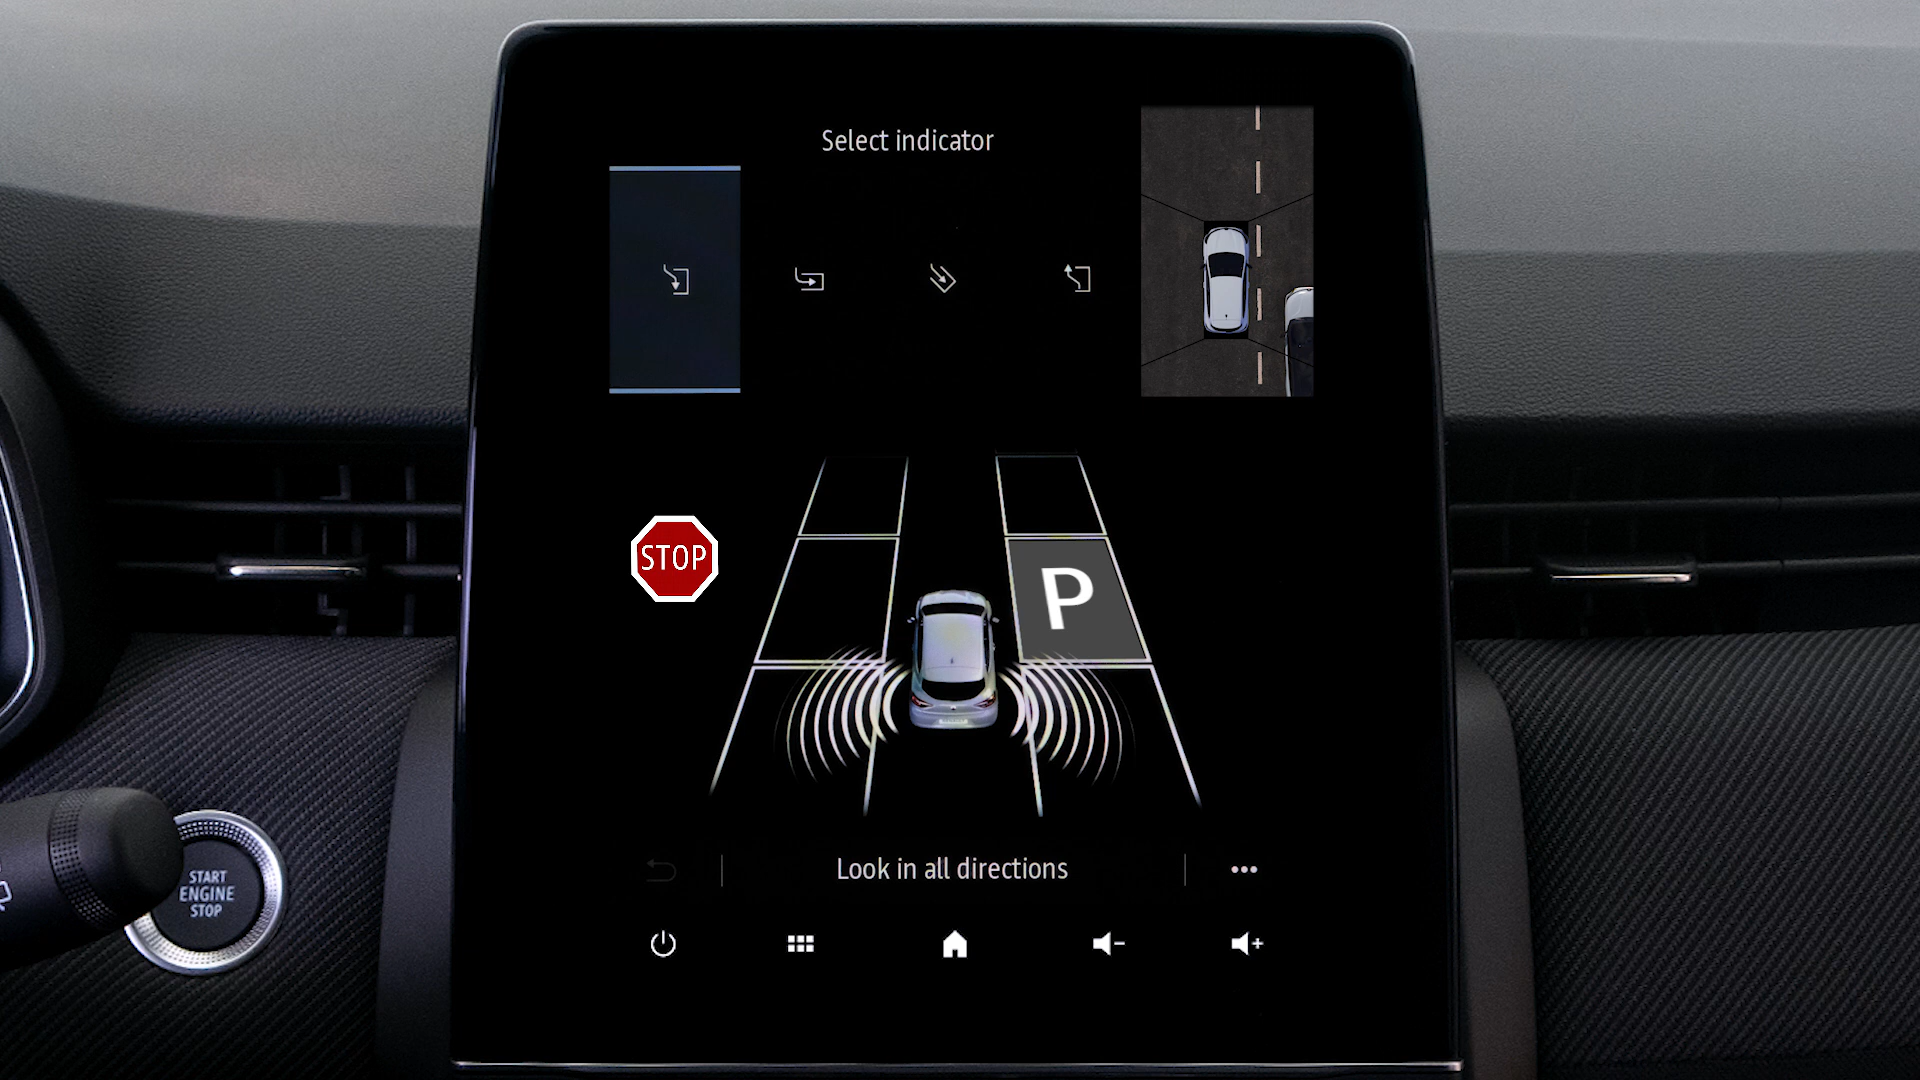 Select indicator
STOP
P
Look in all directions
START
ENGINE
STOP